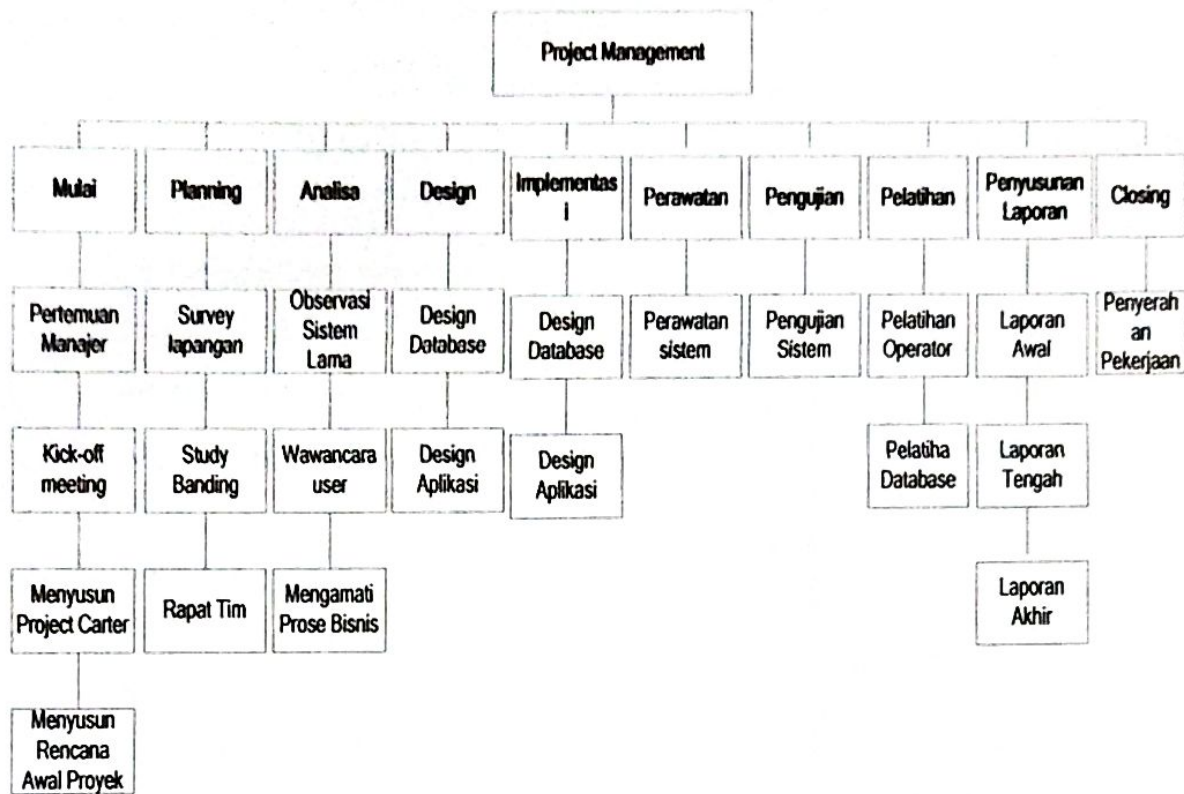 Project Management
Mulai
Planning
Analisa
Design
Implementas
i
Perawatan
Pengujian
Pelatihan
Penyusunan
Laporan
Closing
Pertemuan
Manajer
Survey
lapangan
Observasi
Sistem
Lama
Design
Database
Design
Database
Perawatan
sistem
Pengujian
Sistem
Pelatihan
Operator
Laporan
Awal
Penyerah
an
Pekerjaan
Kick-off
meeting
Study
Banding
Wawancara
user
Design
Aplikasi
Design
Aplikasi
Pelatiha
Database
Laporan
Tengah
Menyusun
Project Carter
Rapat Tim
Mengamati
Prose Bisnis
Laporan
Akhir
Menyusun
Rencana
Awal Proyek